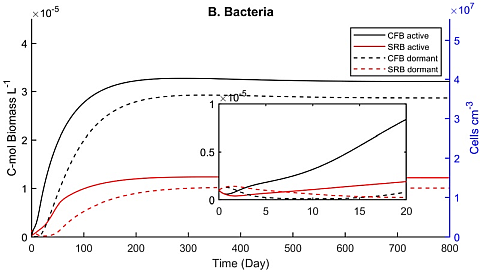 B. Bacteria
×10⁻⁵
×10⁷
4
3
2
1
0
C-mol Biomass L⁻¹
CFB active
SRB active
CFB dormant
SRB dormant
×10⁻⁵
1
0.5
0
0 5 10 15 20
5
4
3
2
1
0
Cells cm⁻³
0 100 200 300 400 500 600 700 800
Time (Day)